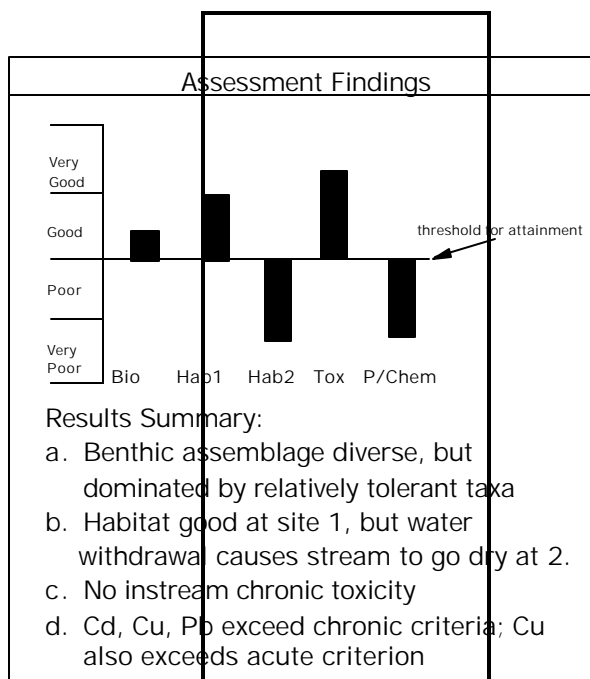 Assessment Findings
Very
Good
Good
threshold for attainment
Poor
Very
Poor
Bio Hab1 Hab2 Tox P/Chem
Results Summary:
a. Benthic assemblage diverse, but
dominated by relatively tolerant taxa
b. Habitat good at site 1, but water
withdrawal causes stream to go dry at 2.
c. No instream chronic toxicity
d. Cd, Cu, Pb exceed chronic criteria; Cu
also exceeds acute criterion